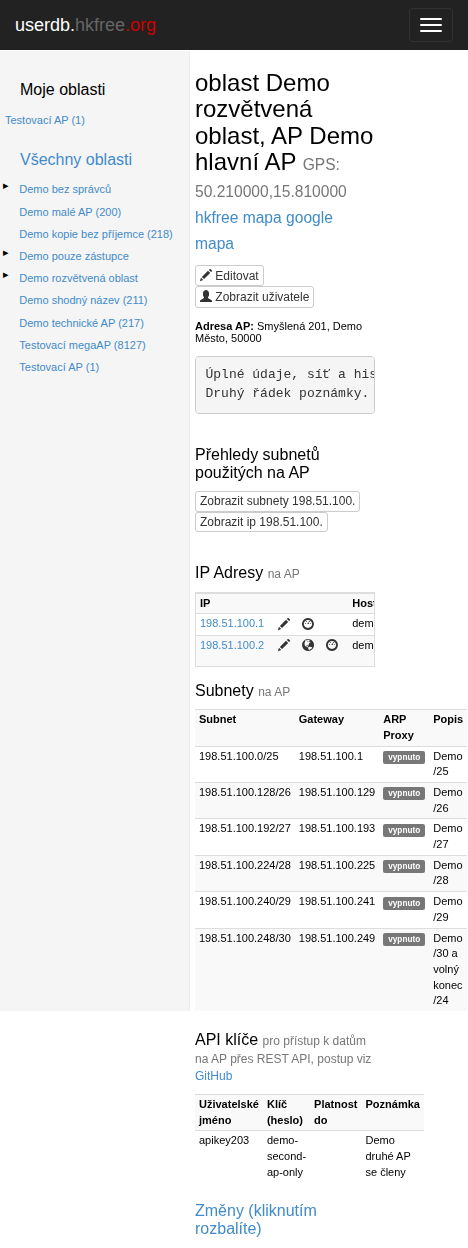 userdb.hkfree.org
Moje oblasti
Testovací AP (1)
Všechny oblasti
Demo bez správců
Demo malé AP (200)
Demo kopie bez příjemce (218)
Demo pouze zástupce
Demo rozvětvená oblast
Demo shodný název (211)
Demo technické AP (217)
Testovací megaAP (8127)
Testovací AP (1)
oblast Demo
rozvětvená
oblast, AP Demo
hlavní AP GPS:
50.210000,15.810000
hkfree mapa google
mapa
Editovat
Zobrazit uživatele
Adresa AP: Smyšlená 201, Demo
Město, 50000
Úplné údaje, síť a his
Druhý řádek poznámky.
Přehledy subnetů
použitých na AP
Zobrazit subnety 198.51.100.
Zobrazit ip 198.51.100.
IP Adresy na AP
IP Host
198.51.100.1 dem
198.51.100.2 dem
Subnety na AP
Subnet Gateway ARP Popis
Proxy
198.51.100.0/25 198.51.100.1 vypnuto Demo
/25
198.51.100.128/26 198.51.100.129 vypnuto Demo
/26
198.51.100.192/27 198.51.100.193 vypnuto Demo
/27
198.51.100.224/28 198.51.100.225 vypnuto Demo
/28
198.51.100.240/29 198.51.100.241 vypnuto Demo
/29
198.51.100.248/30 198.51.100.249 vypnuto Demo
/30 a
volný
konec
/24
API klíče pro přístup k datům
na AP přes REST API, postup viz
GitHub
Uživatelské Klíč Platnost Poznámka
jméno (heslo) do
apikey203 demo- Demo
second- druhé AP
ap-only se členy
Změny (kliknutím
rozbalíte)